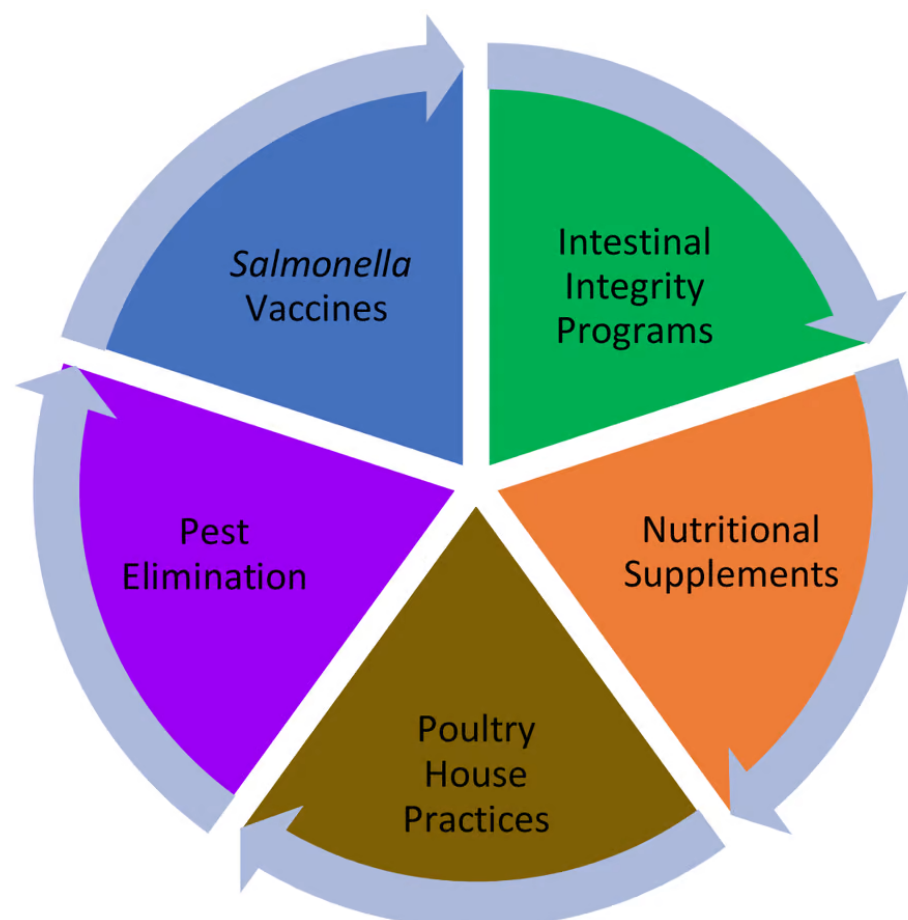 Salmonella
Vaccines
Intestinal
Integrity
Programs
Nutritional
Supplements
Poultry
House
Practices
Pest
Elimination